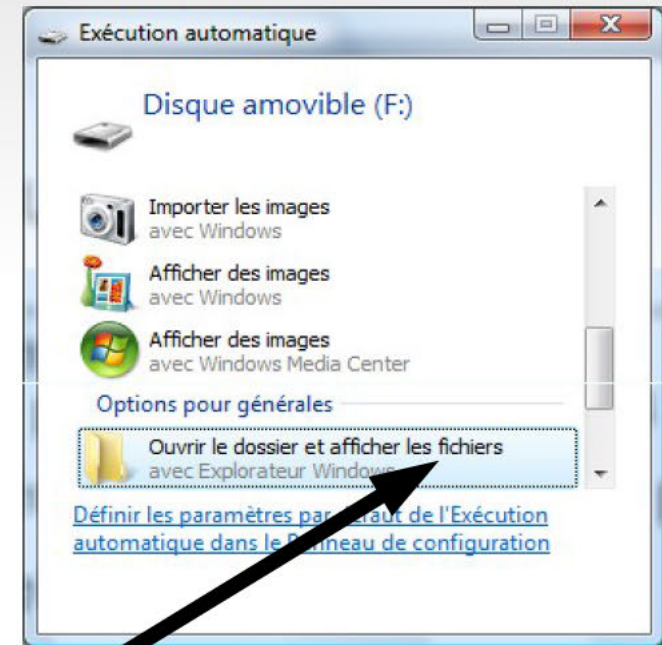 Exécution automatique
Disque amovible (F:)
Importer les images
avec Windows
Afficher des images
avec Windows
Afficher des images
avec Windows Media Center
Options pour générales
Ouvrir le dossier et afficher les fichiers
avec Explorateur Windows
Définir les paramètres par défaut de l'Exécution
automatique dans le Panneau de configuration